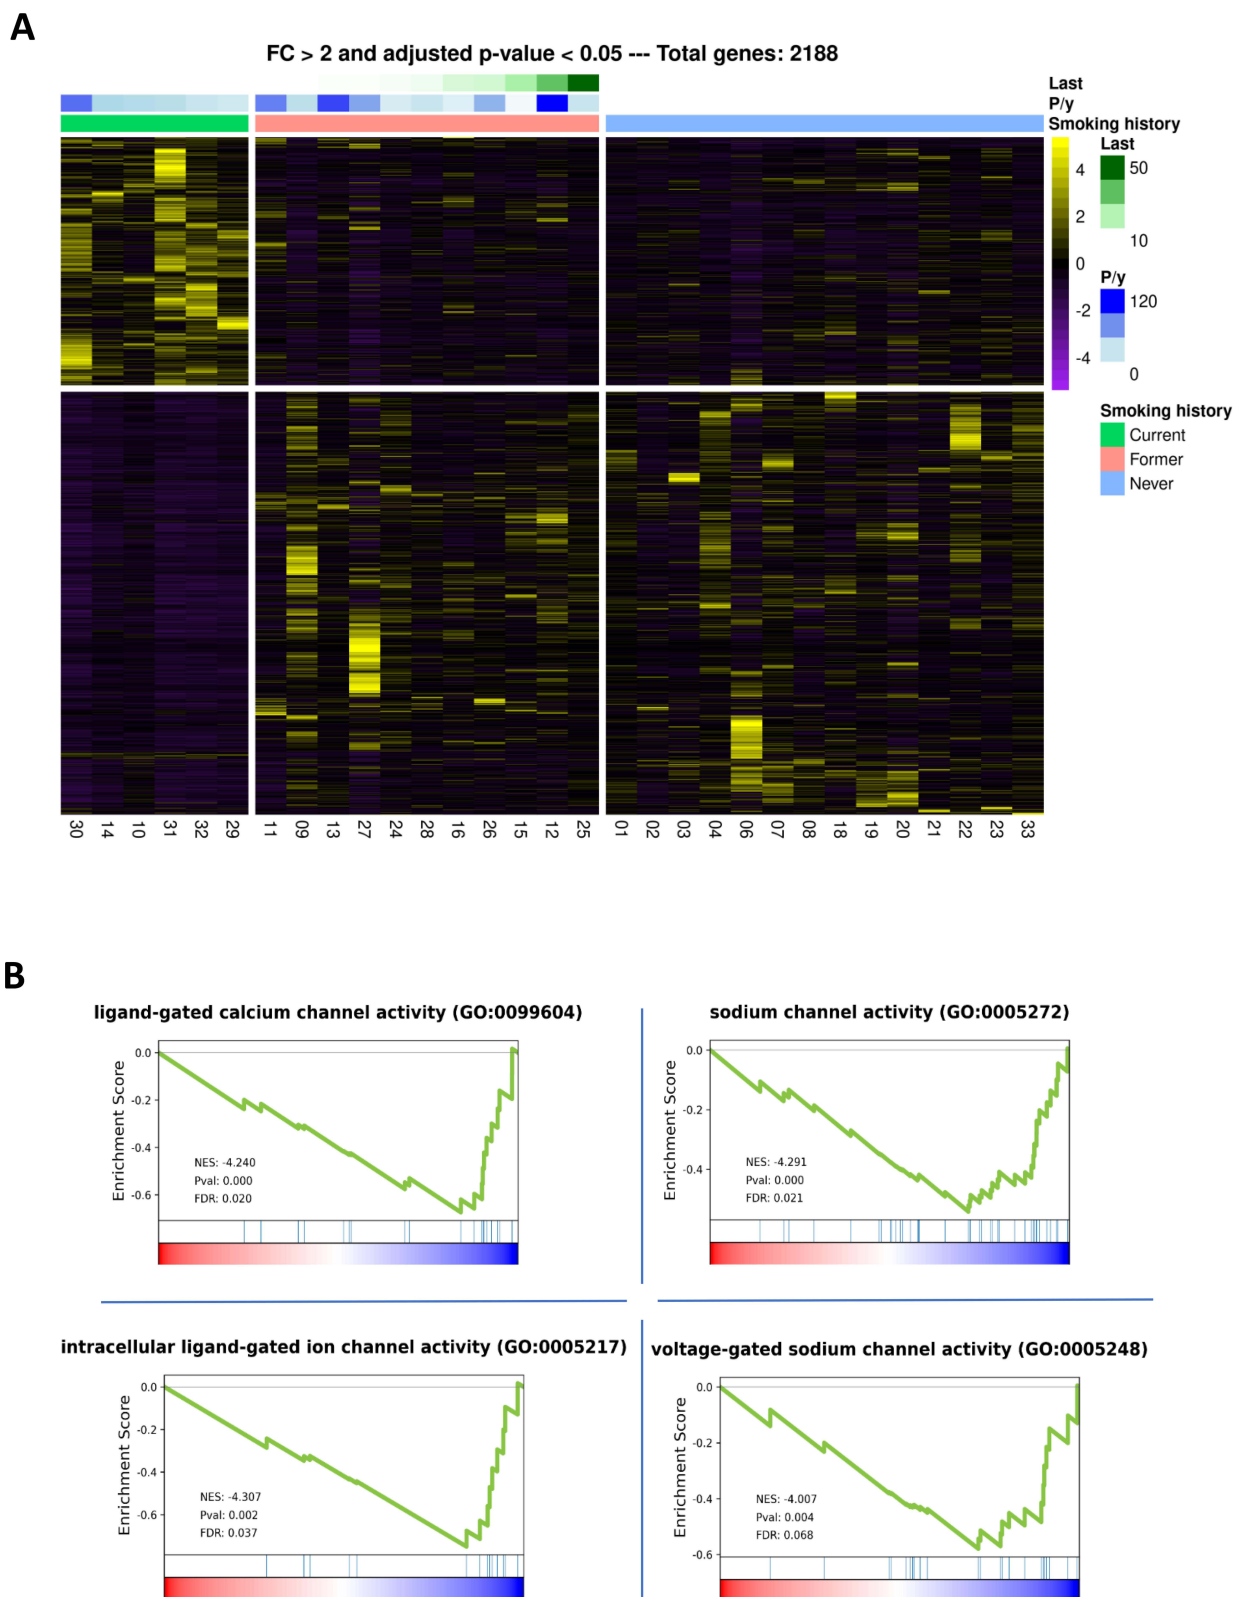 A
FC > 2 and adjusted p-value < 0.05 --- Total genes: 2188
Last
P/y
Smoking history
Last
4
2
0
-2
-4
50
10
P/y
120
0
Smoking history
Current
Former
Never
30 14 10 31 32 29 11 09 13 27 24 28 16 26 15 12 25 01 02 03 04 06 07 08 18 19 20 21 22 23 33
B
ligand-gated calcium channel activity (GO:0099604)
Enrichment Score
0.0
-0.2
-0.4
-0.6
NES: -4.240
Pval: 0.000
FDR: 0.020
sodium channel activity (GO:0005272)
Enrichment Score
0.0
-0.2
-0.4
NES: -4.291
Pval: 0.000
FDR: 0.021
intracellular ligand-gated ion channel activity (GO:0005217)
Enrichment Score
0.0
-0.2
-0.4
-0.6
NES: -4.307
Pval: 0.002
FDR: 0.037
voltage-gated sodium channel activity (GO:0005248)
Enrichment Score
0.0
-0.2
-0.4
-0.6
NES: -4.007
Pval: 0.004
FDR: 0.068